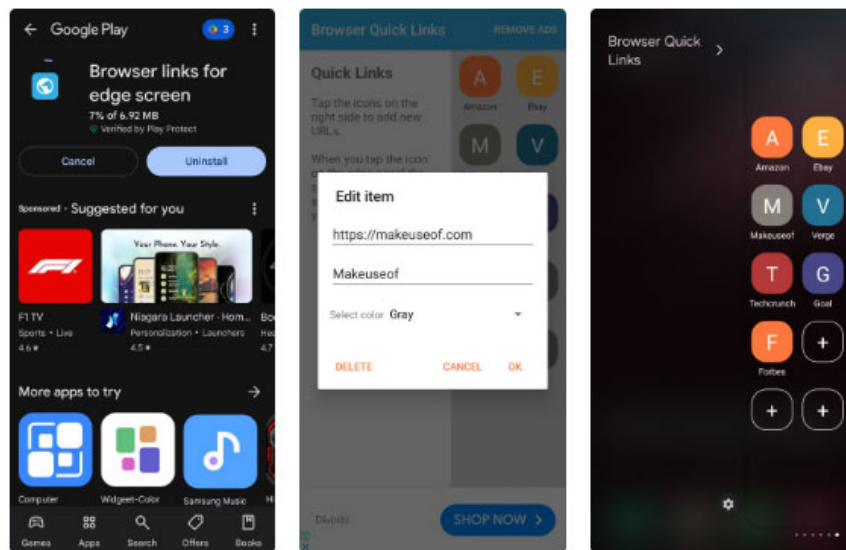 Google Play
3
Browser links for
edge screen
7% of 6.92 MB
Verified by Play Protect
Cancel
Uninstall
Sponsored · Suggested for you
Your Phone. Your Style.
F1 TV
Sports • Live
4.6★
Niagara Launcher - Hom...
Personalization • Launchers
4.5★
4.7
More apps to try
Computer
Widgeet-Color
Samsung Music
Games
Apps
Search
Offers
Books
Browser Quick Links
REMOVE ADS
Quick Links
Tap the icons on the
right side to add new
URLs.
When you tap the icon
A
Amazon
E
Ebay
M
V
Edit item
https://makeuseof.com
Makeuseof
Select color Gray
DELETE
CANCEL
OK
SHOP NOW
Browser Quick
Links
A
E
Amazon
Ebay
M
V
Makeuseof
Verge
T
G
Techcrunch
Goal
F
Forbes